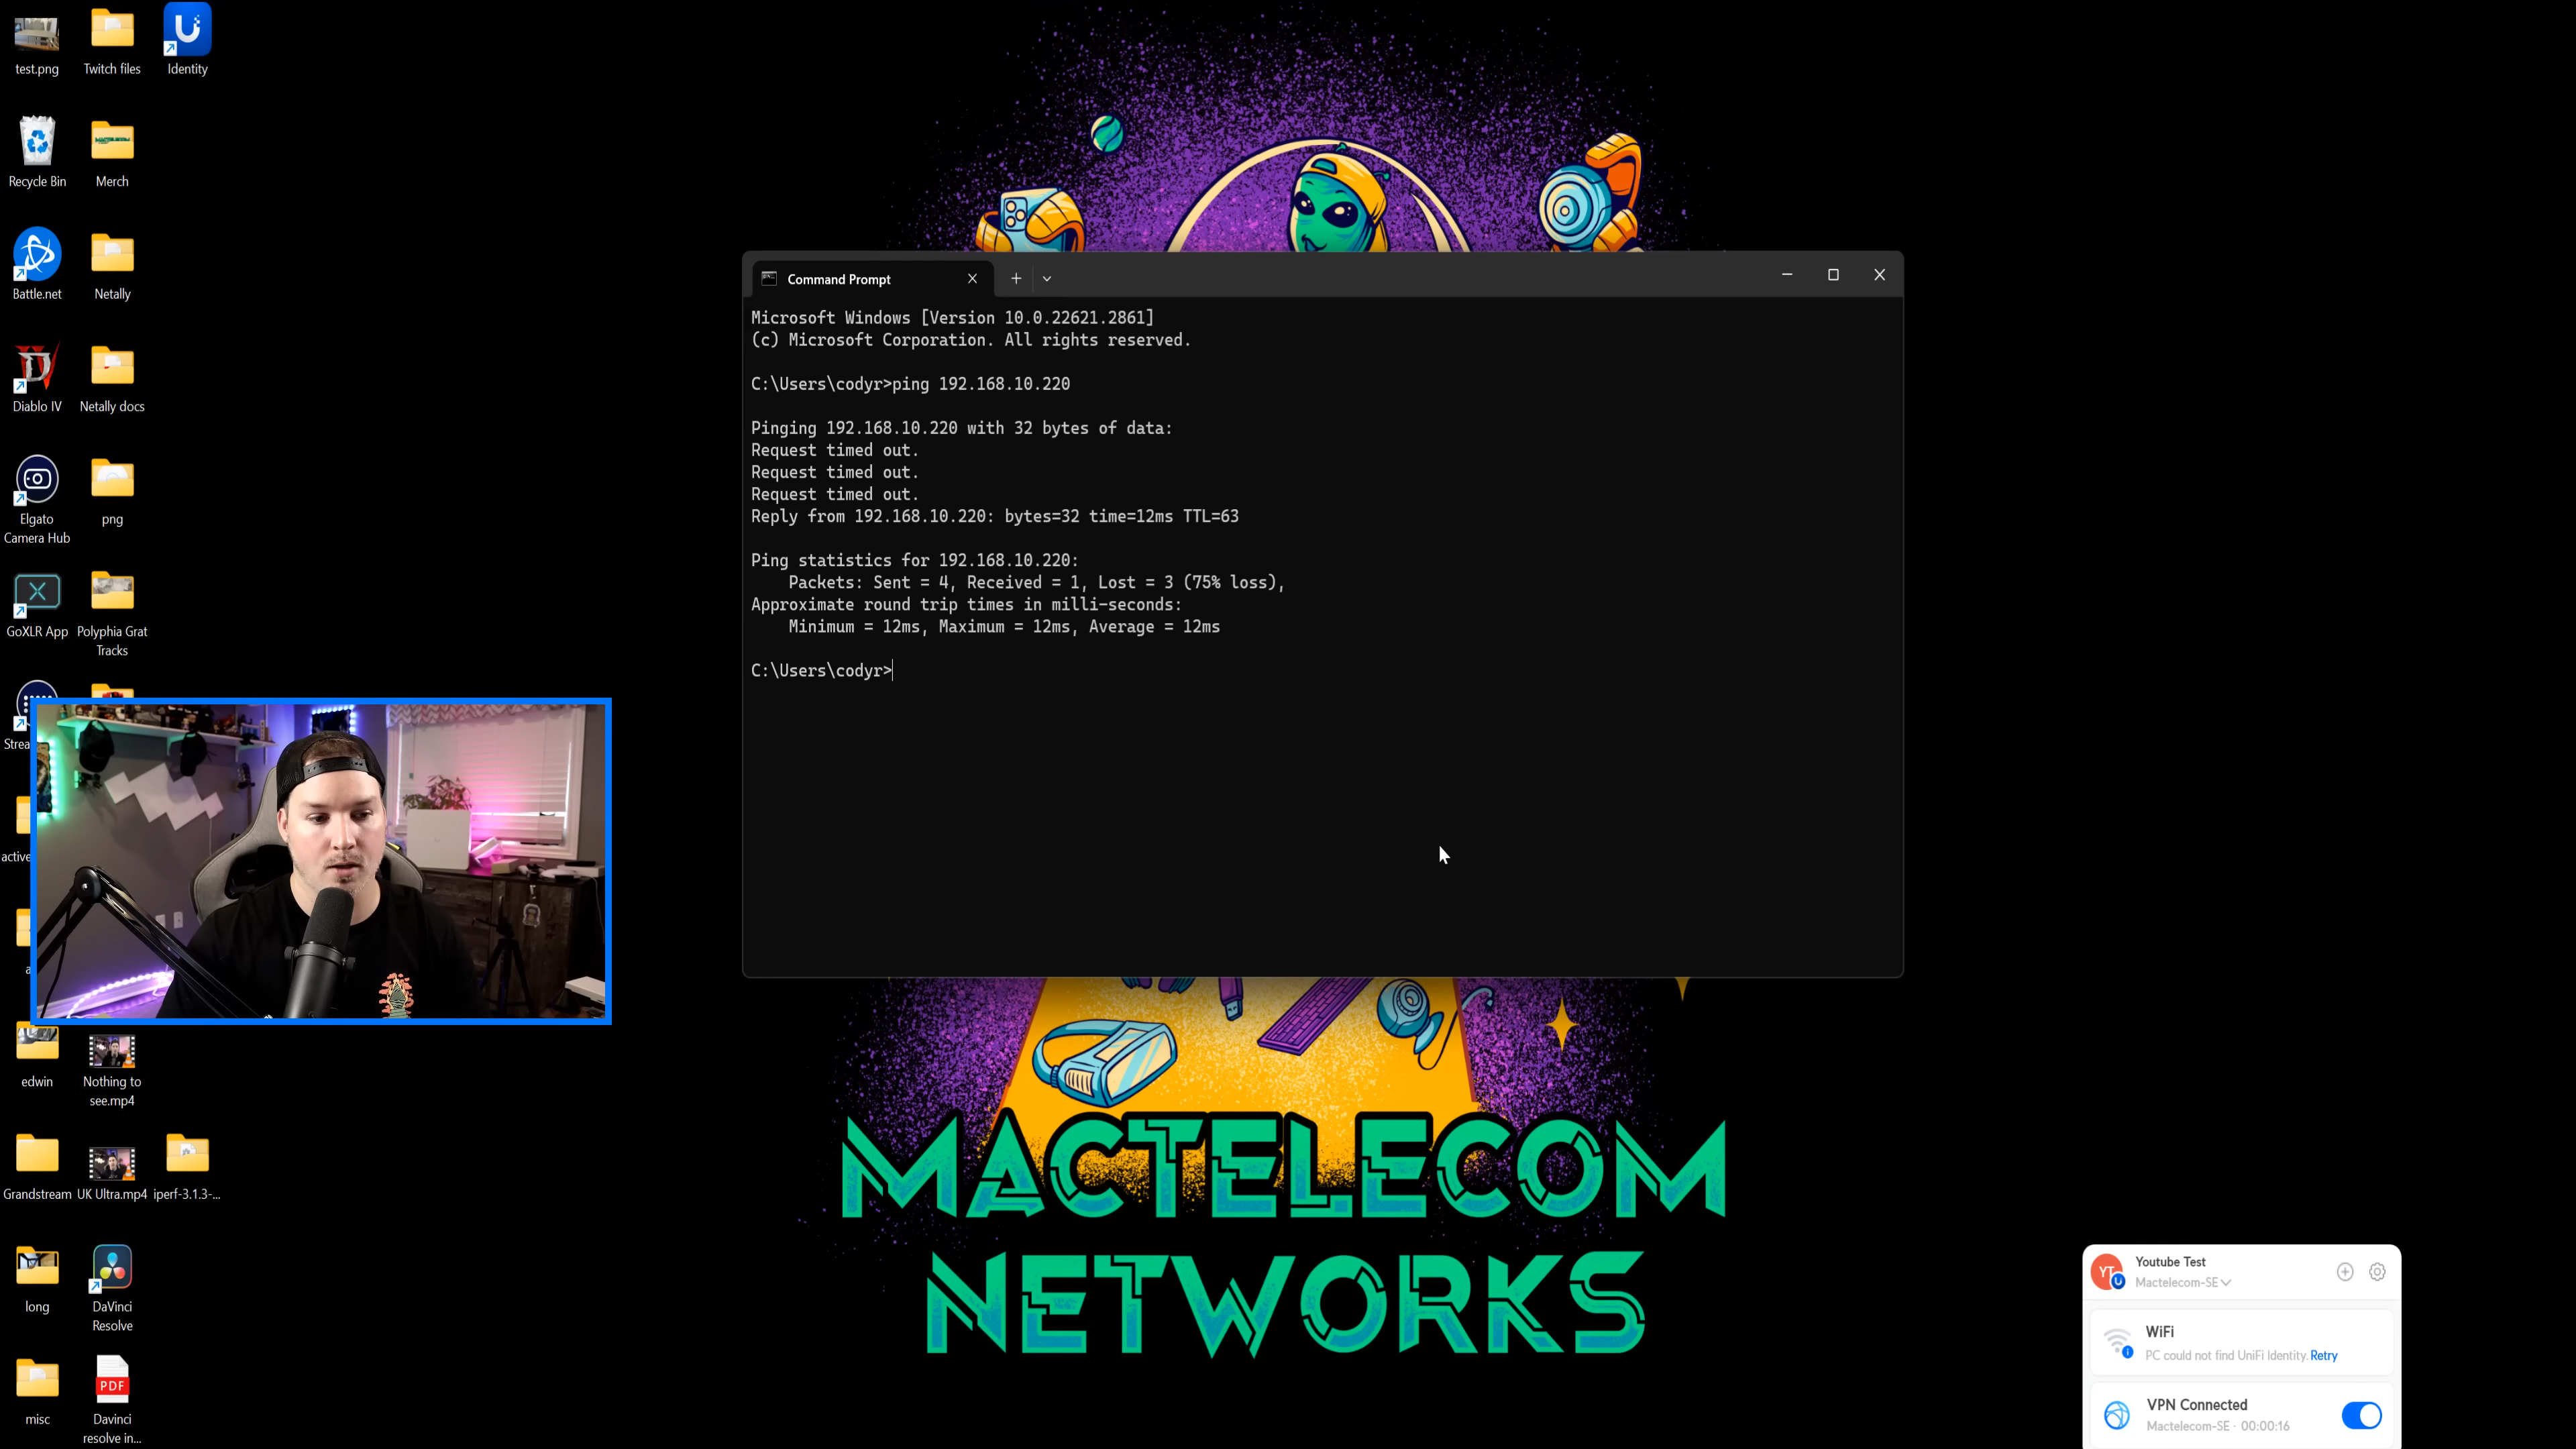 test.png
Twitch files
Identity
Recycle Bin
Merch
Battle.net
Netally
Diablo IV
Netally docs
Elgato
Camera Hub
png
GoXLR App
Polyphia Grat
Tracks
Strea
active
a
edwin
Nothing to
see.mp4
Grandstream
UK Ultra.mp4
iperf-3.1.3-...
long
DaVinci
Resolve
misc
PDF
Davinci
resolve in...
Command Prompt
Microsoft Windows [Version 10.0.22621.2861]
(c) Microsoft Corporation. All rights reserved.
C:\Users\codyr>ping 192.168.10.220
Pinging 192.168.10.220 with 32 bytes of data:
Request timed out.
Request timed out.
Request timed out.
Reply from 192.168.10.220: bytes=32 time=12ms TTL=63
Ping statistics for 192.168.10.220:
Packets: Sent = 4, Received = 1, Lost = 3 (75% loss),
Approximate round trip times in milli-seconds:
Minimum = 12ms, Maximum = 12ms, Average = 12ms
C:\Users\codyr>
MACTELECOM
NETWORKS
YT
Youtube Test
Mactelecom-SE
WiFi
PC could not find UniFi Identity. Retry
VPN Connected
Mactelecom-SE · 00:00:16